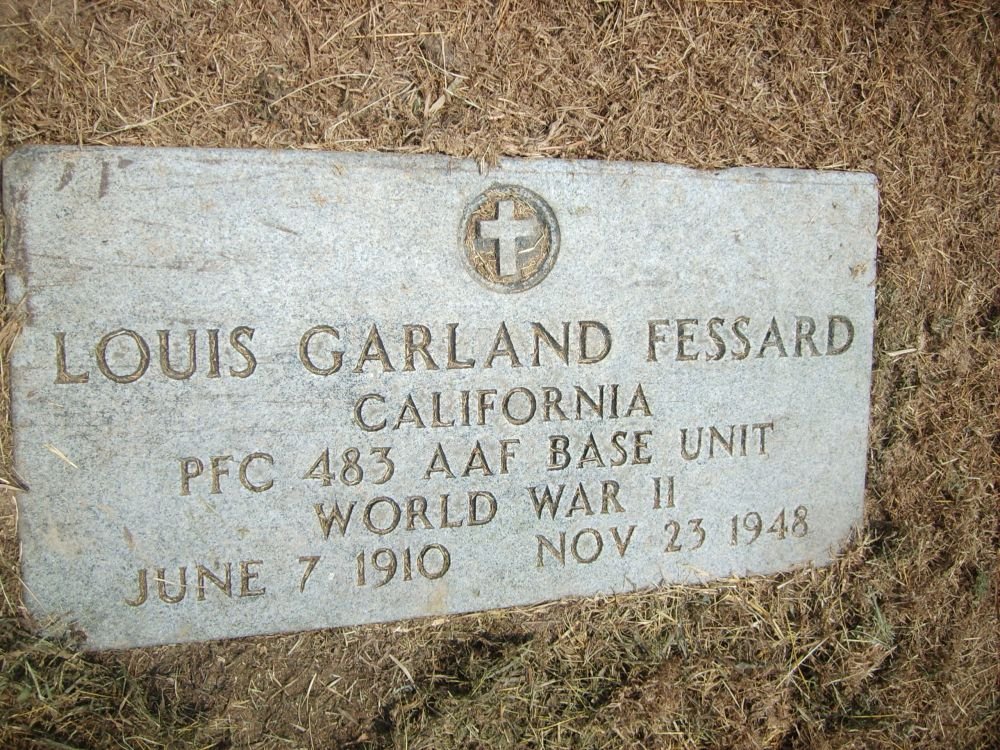 LOUIS GARLAND FESSARD
CALIFORNIA
PFC 483 AAF BASE UNIT
WORLD WAR II
JUNE 7 1910 NOV 23 1948